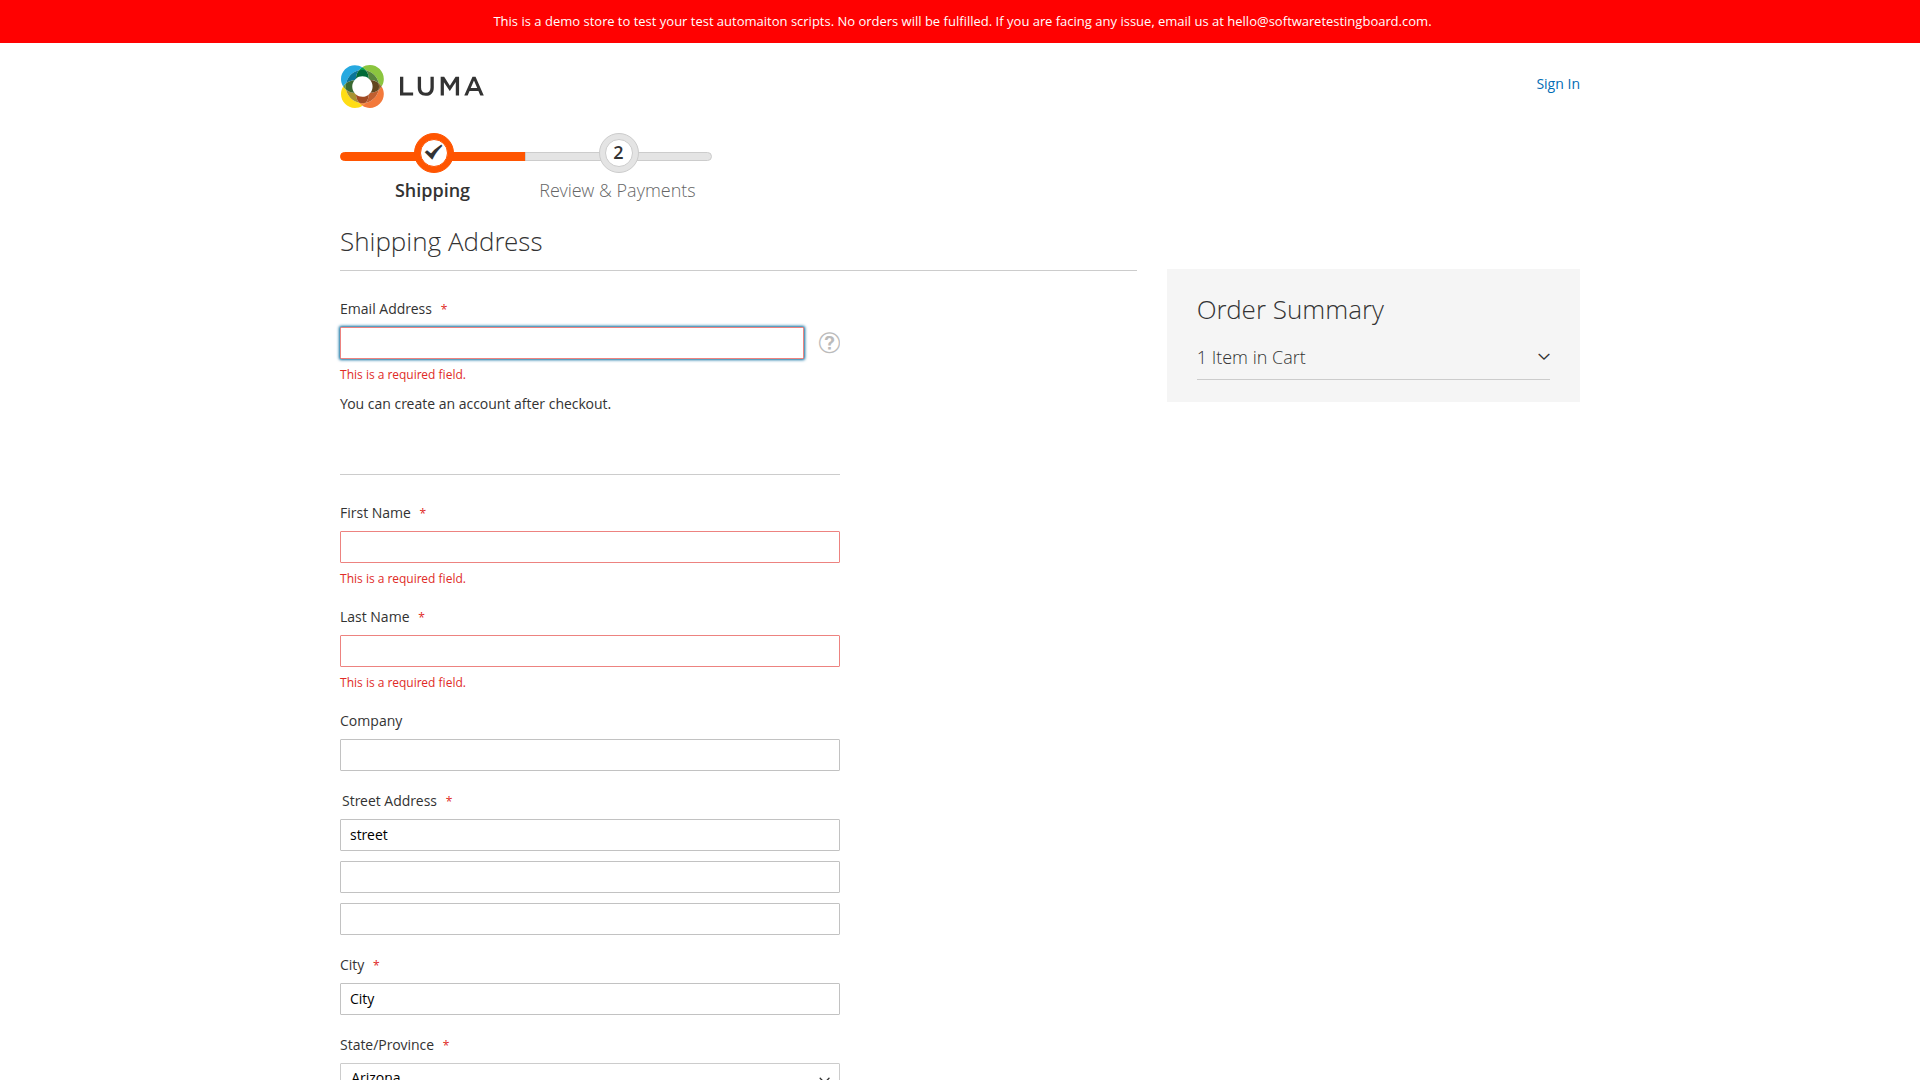 This is a demo store to test your test automaiton scripts. No orders will be fulfilled. If you are facing any issue, email us at hello@softwaretestingboard.com.
LUMA
Sign In
2
Shipping
Review & Payments
Shipping Address
Email Address *
This is a required field.
You can create an account after checkout.
Order Summary
1 Item in Cart
First Name *
This is a required field.
Last Name *
This is a required field.
Company
Street Address *
street
City *
City
State/Province *
Arizona